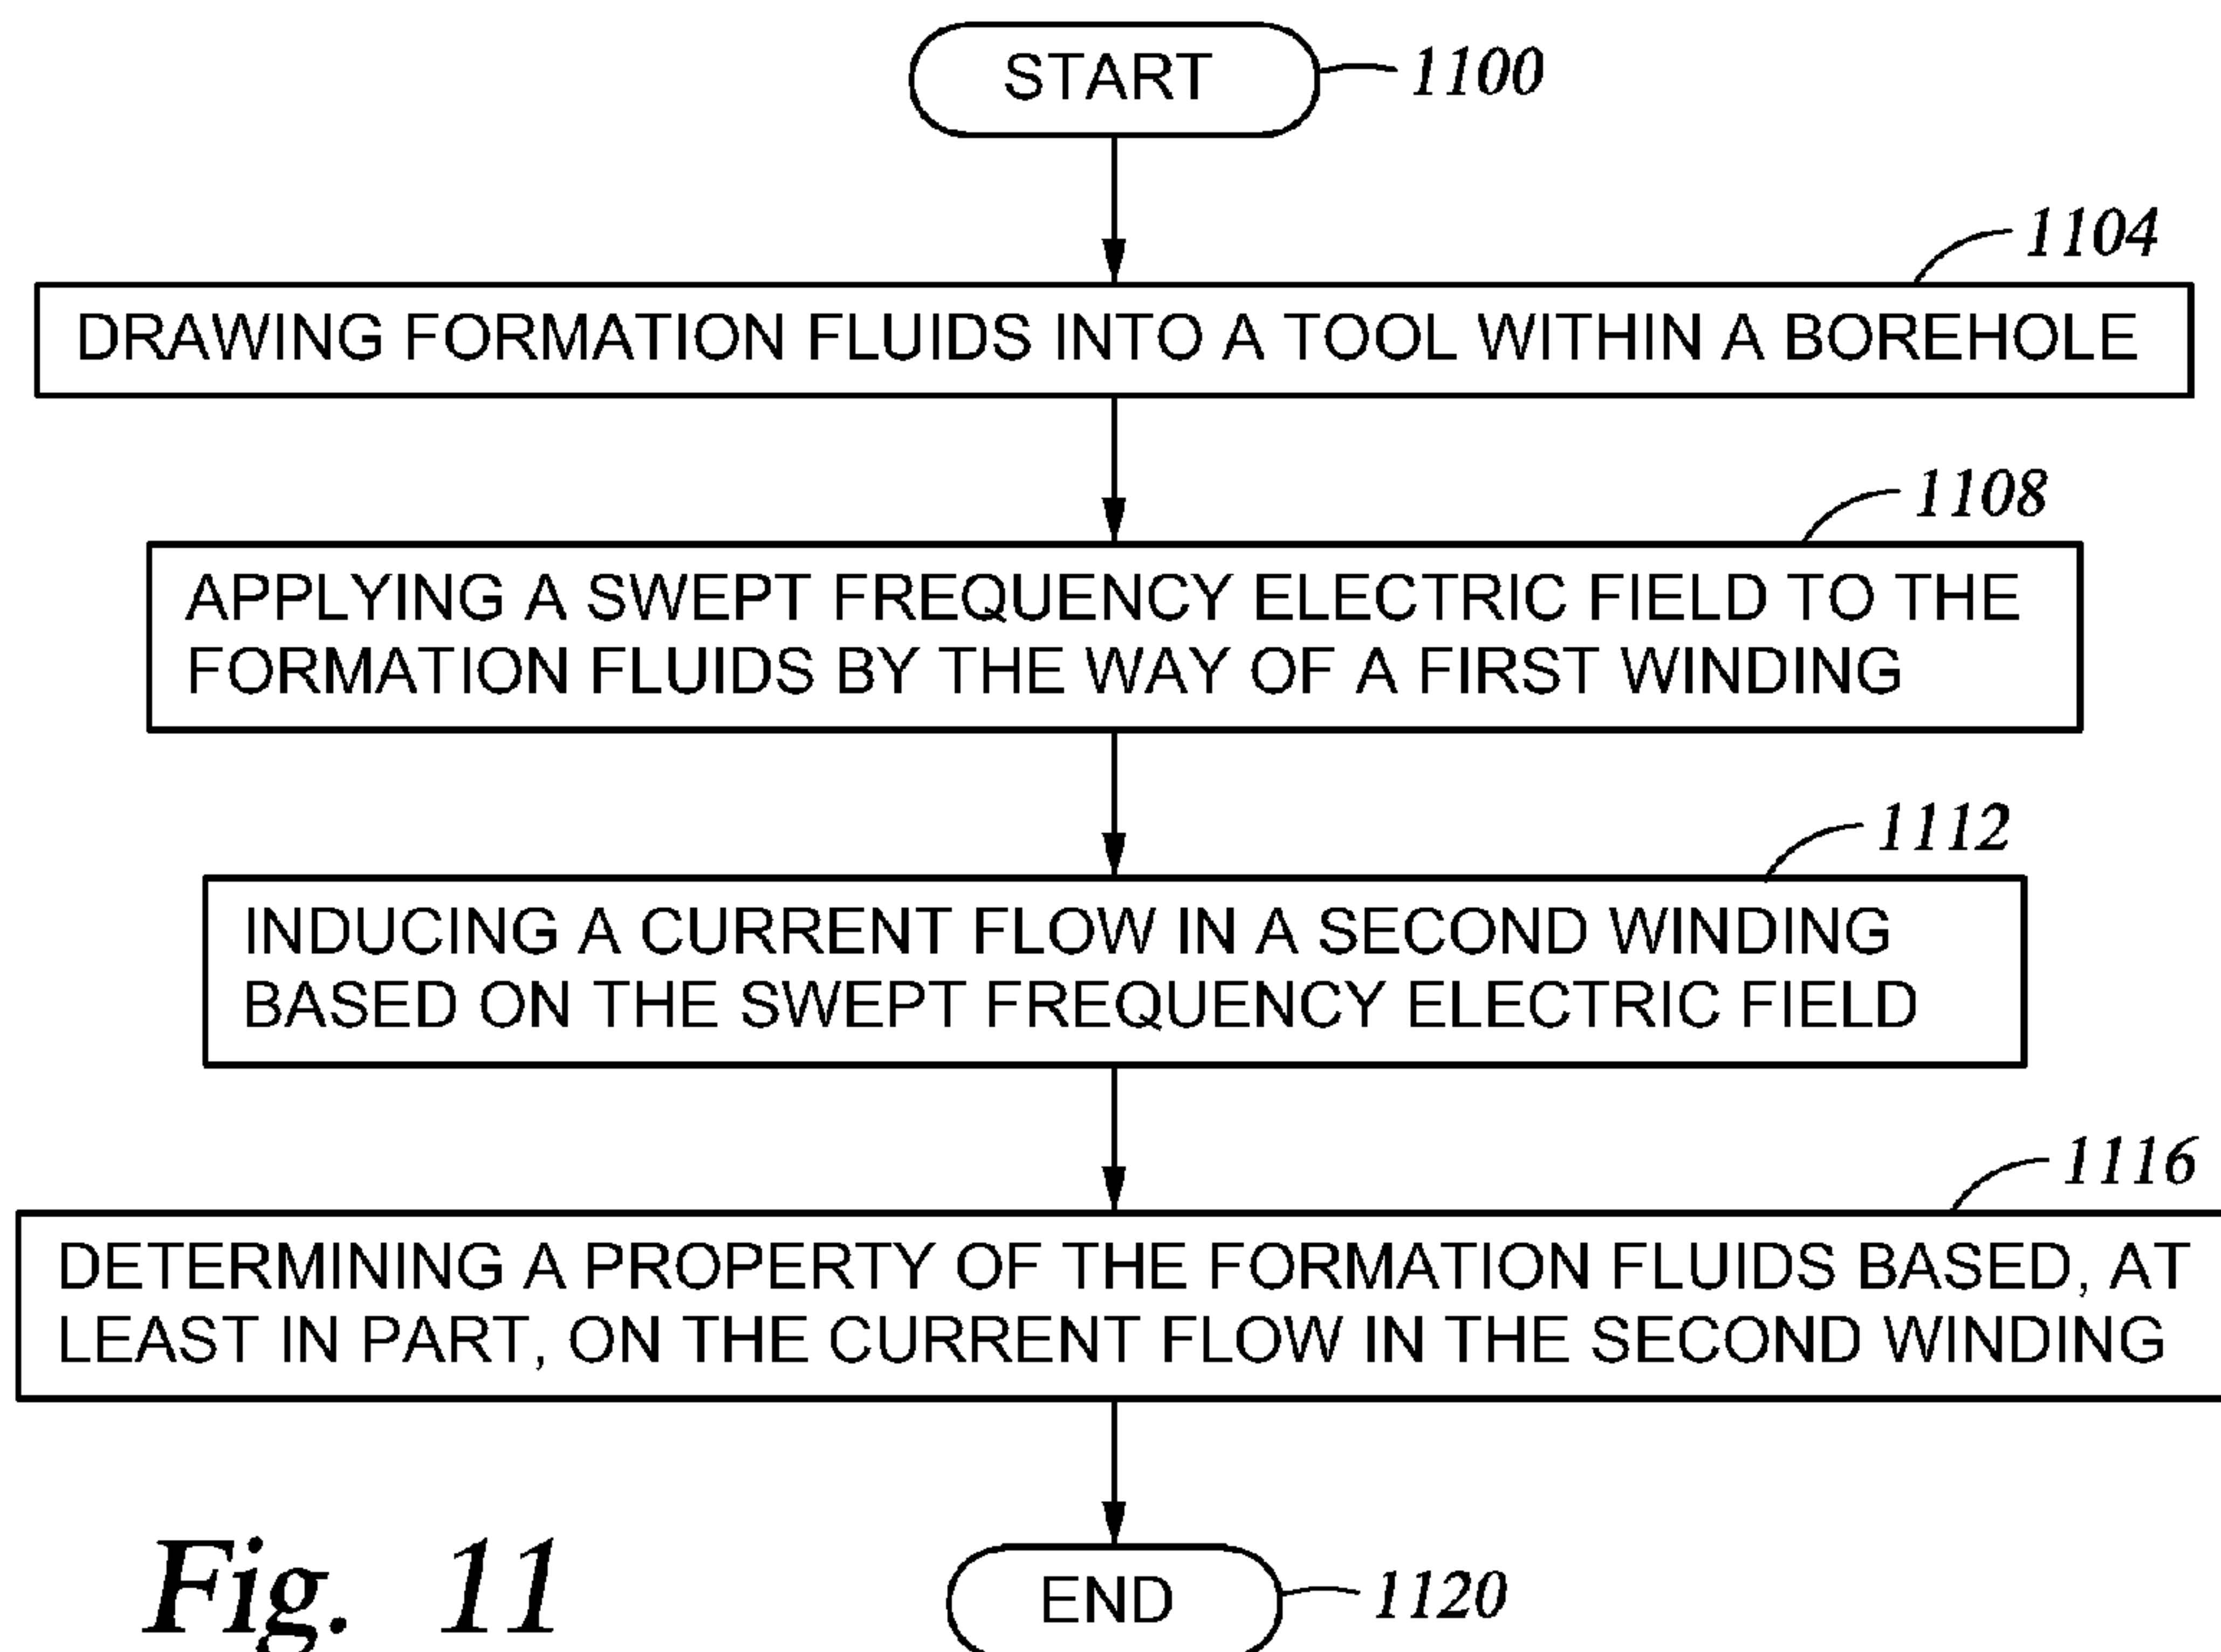 START
1100
1104
DRAWING FORMATION FLUIDS INTO A TOOL WITHIN A BOREHOLE
1108
APPLYING A SWEPT FREQUENCY ELECTRIC FIELD TO THE
FORMATION FLUIDS BY THE WAY OF A FIRST WINDING
1112
INDUCING A CURRENT FLOW IN A SECOND WINDING
BASED ON THE SWEPT FREQUENCY ELECTRIC FIELD
1116
DETERMINING A PROPERTY OF THE FORMATION FLUIDS BASED, AT
LEAST IN PART, ON THE CURRENT FLOW IN THE SECOND WINDING
END
1120
Fig. 11